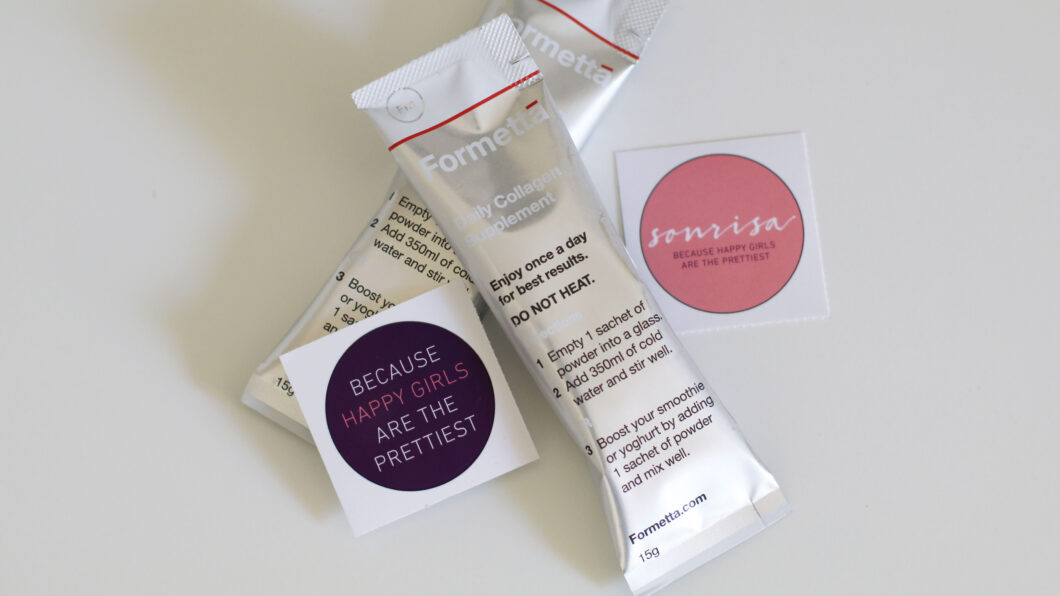 Formetta
Formetta
Daily Collagen
Supplement
Enjoy once a day
for best results.
DO NOT HEAT.
1 Empty 1 sachet of
powder into a glass.
2 Add 350ml of cold
water and stir well.
3 Boost your smoothie
or yoghurt by adding
1 sachet of powder
and mix well.
Formetta.com
15g
Empty
powder into
2 Add 350ml of
water and stir
3 Boost you
or yoghu
1 sa
15g
BECAUSE
HAPPY GIRLS
ARE THE
PRETTIEST
sonrisa
BECAUSE HAPPY GIRLS
ARE THE PRETTIEST